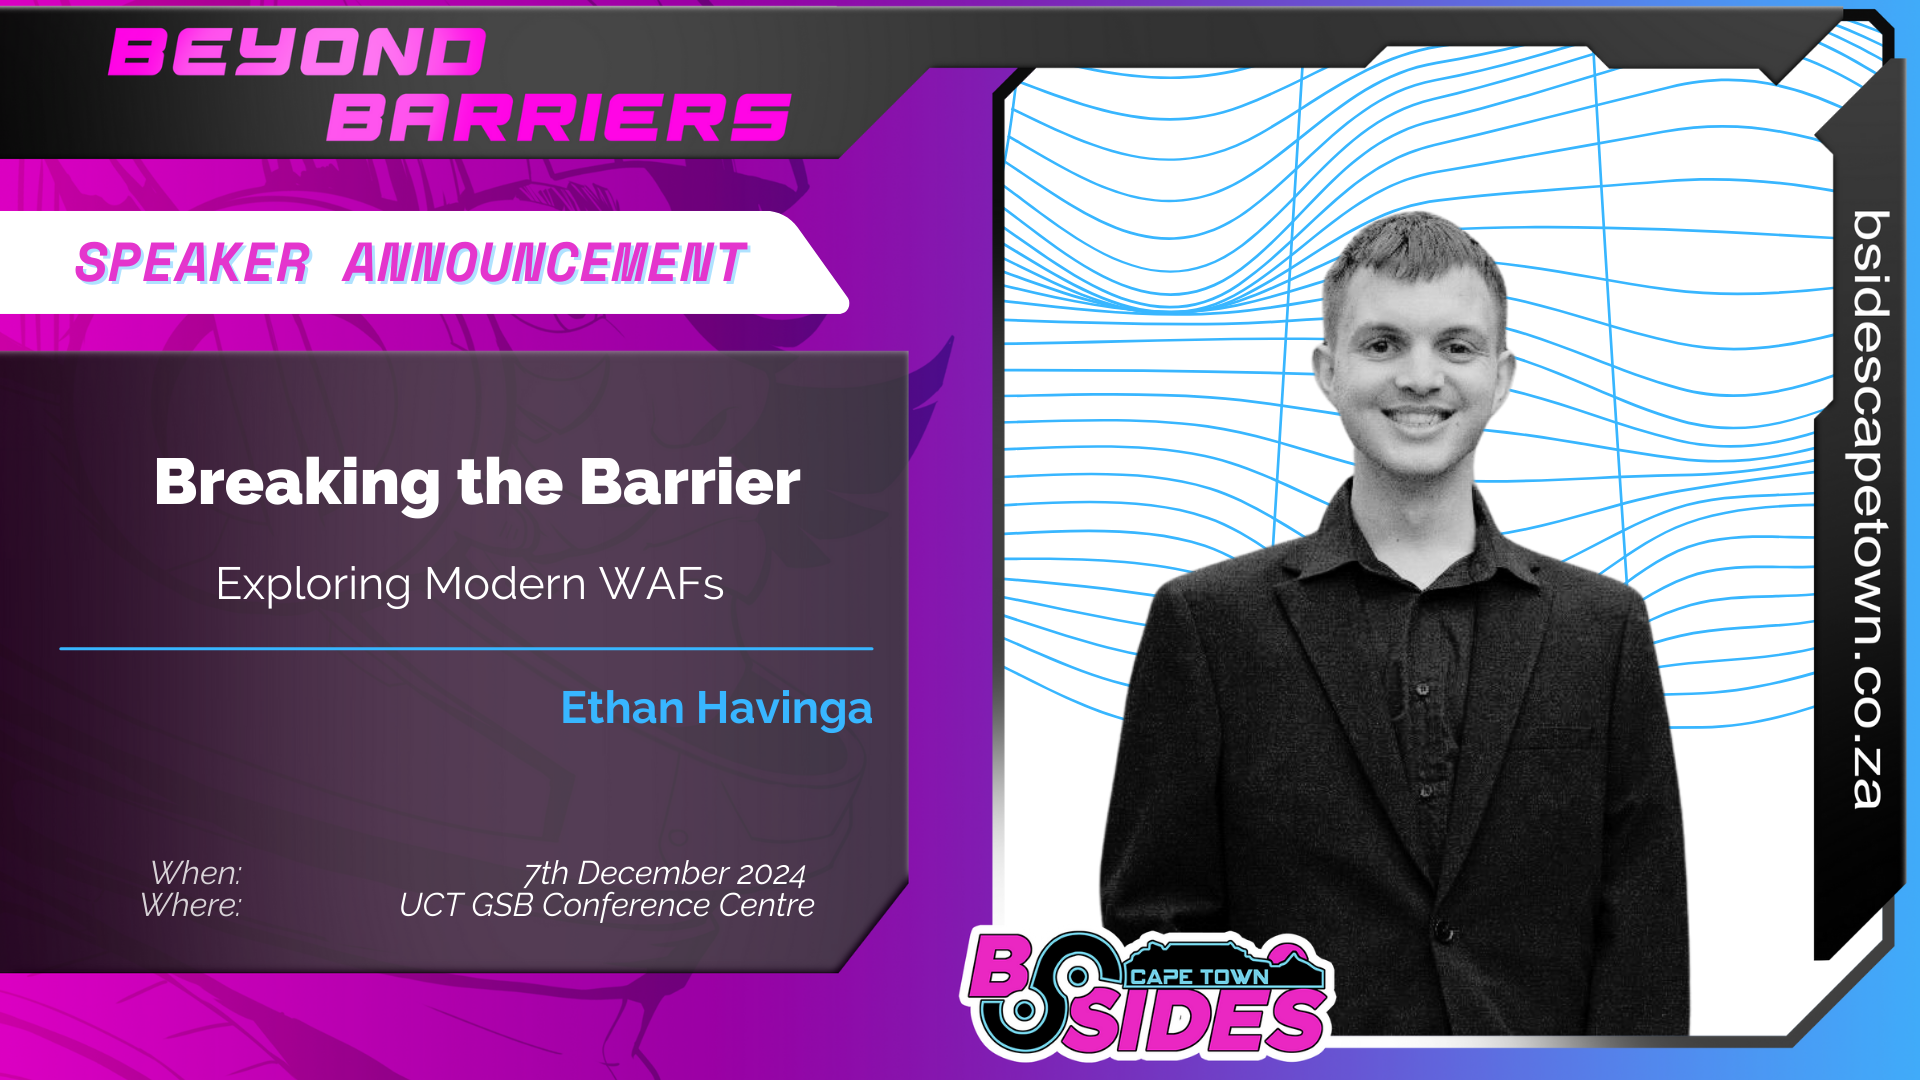 BEYOND
BARRIERS
SPEAKER ANNOUNCEMENT
Breaking the Barrier
Exploring Modern WAFs
Ethan Havinga
When: 7th December 2024
Where: UCT GSB Conference Centre
bsidescapetown.co.za
B
CAPE TOWN
SIDES